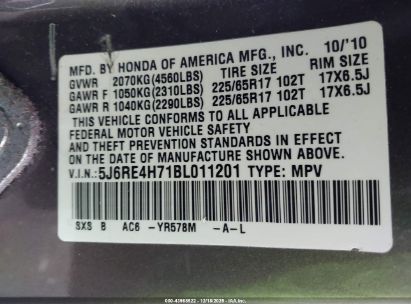 MFD. BY HONDA OF AMERICA MFG., INC. 10/'10
GVWR 2070KG(4560LBS) TIRE SIZE RIM SIZE
GAWR F 1050KG(2310LBS) 225/65R17 102T 17X6.5J
GAWR R 1040KG(2290LBS) 225/65R17 102T 17X6.5J
THIS VEHICLE CONFORMS TO ALL APPLICABLE
FEDERAL MOTOR VEHICLE SAFETY
AND THEFT PREVENTION STANDARDS IN EFFECT
ON THE DATE OF MANUFACTURE SHOWN ABOVE.
V.I.N.: 5J6RE4H71BL011201 TYPE: MPV
SXS B AC6 -YR578M -A-L